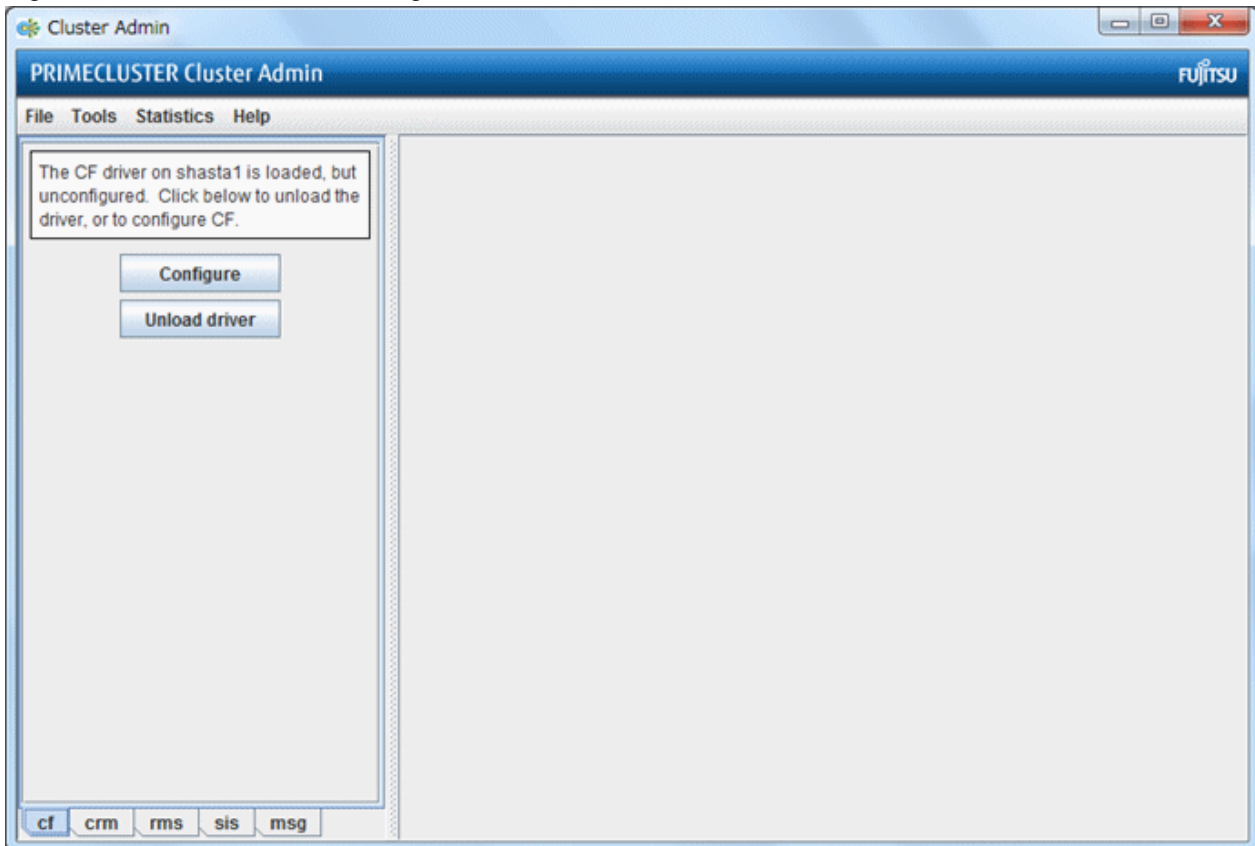 Cluster Admin
PRIMECLUSTER Cluster Admin
FUJITSU
File Tools Statistics Help
The CF driver on shasta1 is loaded, but
unconfigured. Click below to unload the
driver, or to configure CF.
Configure
Unload driver
cf crm rms sis msg